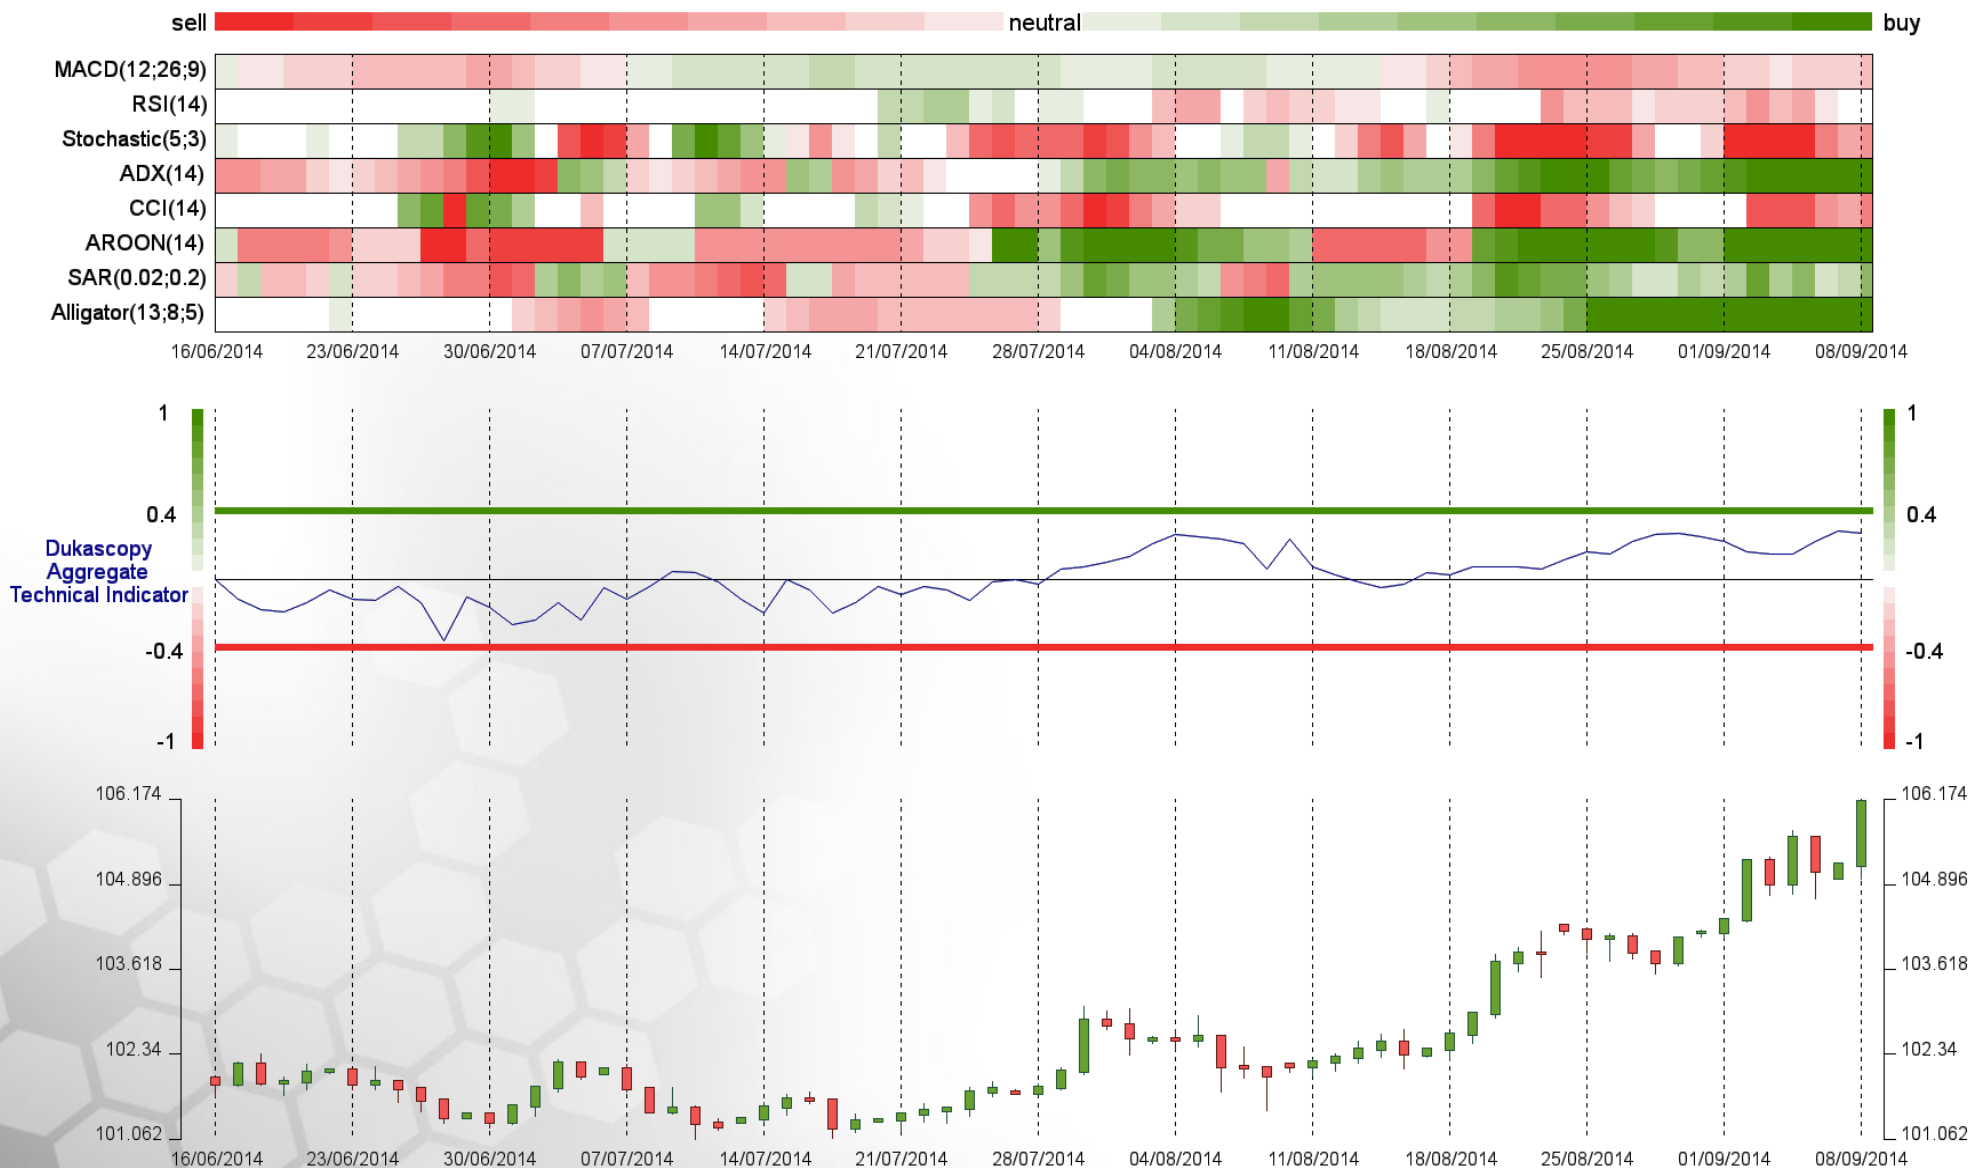 sell neutral buy
MACD(12;26;9)
RSI(14)
Stochastic(5;3)
ADX(14)
CCI(14)
AROON(14)
SAR(0.02;0.2)
Alligator(13;8;5)
16/06/2014 23/06/2014 30/06/2014 07/07/2014 14/07/2014 21/07/2014 28/07/2014 04/08/2014 11/08/2014 18/08/2014 25/08/2014 01/09/2014 08/09/2014
1 1
0.4 0.4
Dukascopy
Aggregate
Technical Indicator
-0.4 -0.4
-1 -1
106.174 106.174
104.896 104.896
103.618 103.618
102.34 102.34
101.062 101.062
16/06/2014 23/06/2014 30/06/2014 07/07/2014 14/07/2014 21/07/2014 28/07/2014 04/08/2014 11/08/2014 18/08/2014 25/08/2014 01/09/2014 08/09/2014